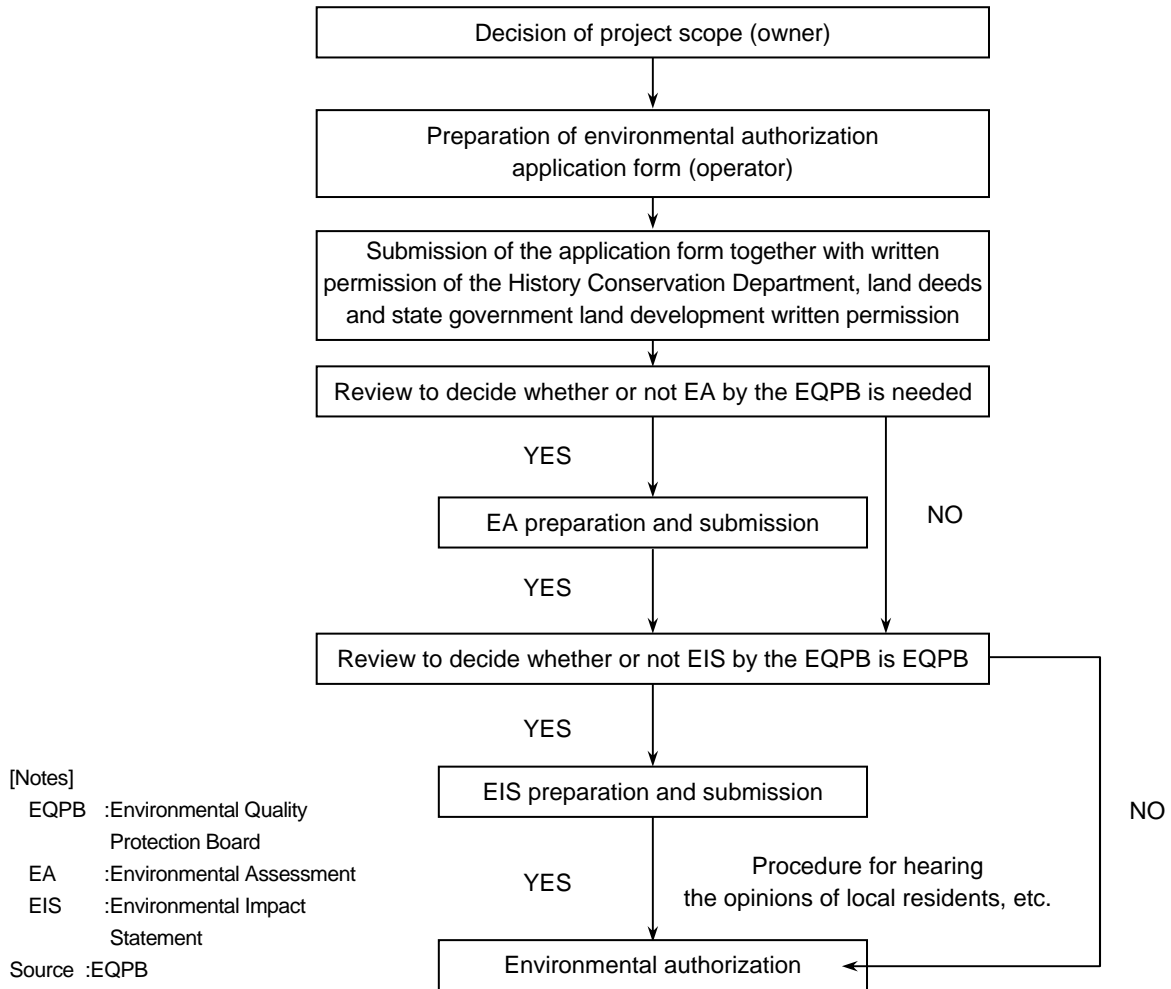 Decision of project scope (owner)
Preparation of environmental authorization
application form (operator)
Submission of the application form together with written
permission of the History Conservation Department, land deeds
and state government land development written permission
Review to decide whether or not EA by the EQPB is needed
YES
EA preparation and submission
NO
YES
Review to decide whether or not EIS by the EQPB is EQPB
YES
EIS preparation and submission
NO
YES
Procedure for hearing
the opinions of local residents, etc.
Environmental authorization
[Notes]
EQPB :Environmental Quality
Protection Board
EA :Environmental Assessment
EIS :Environmental Impact
Statement
Source :EQPB